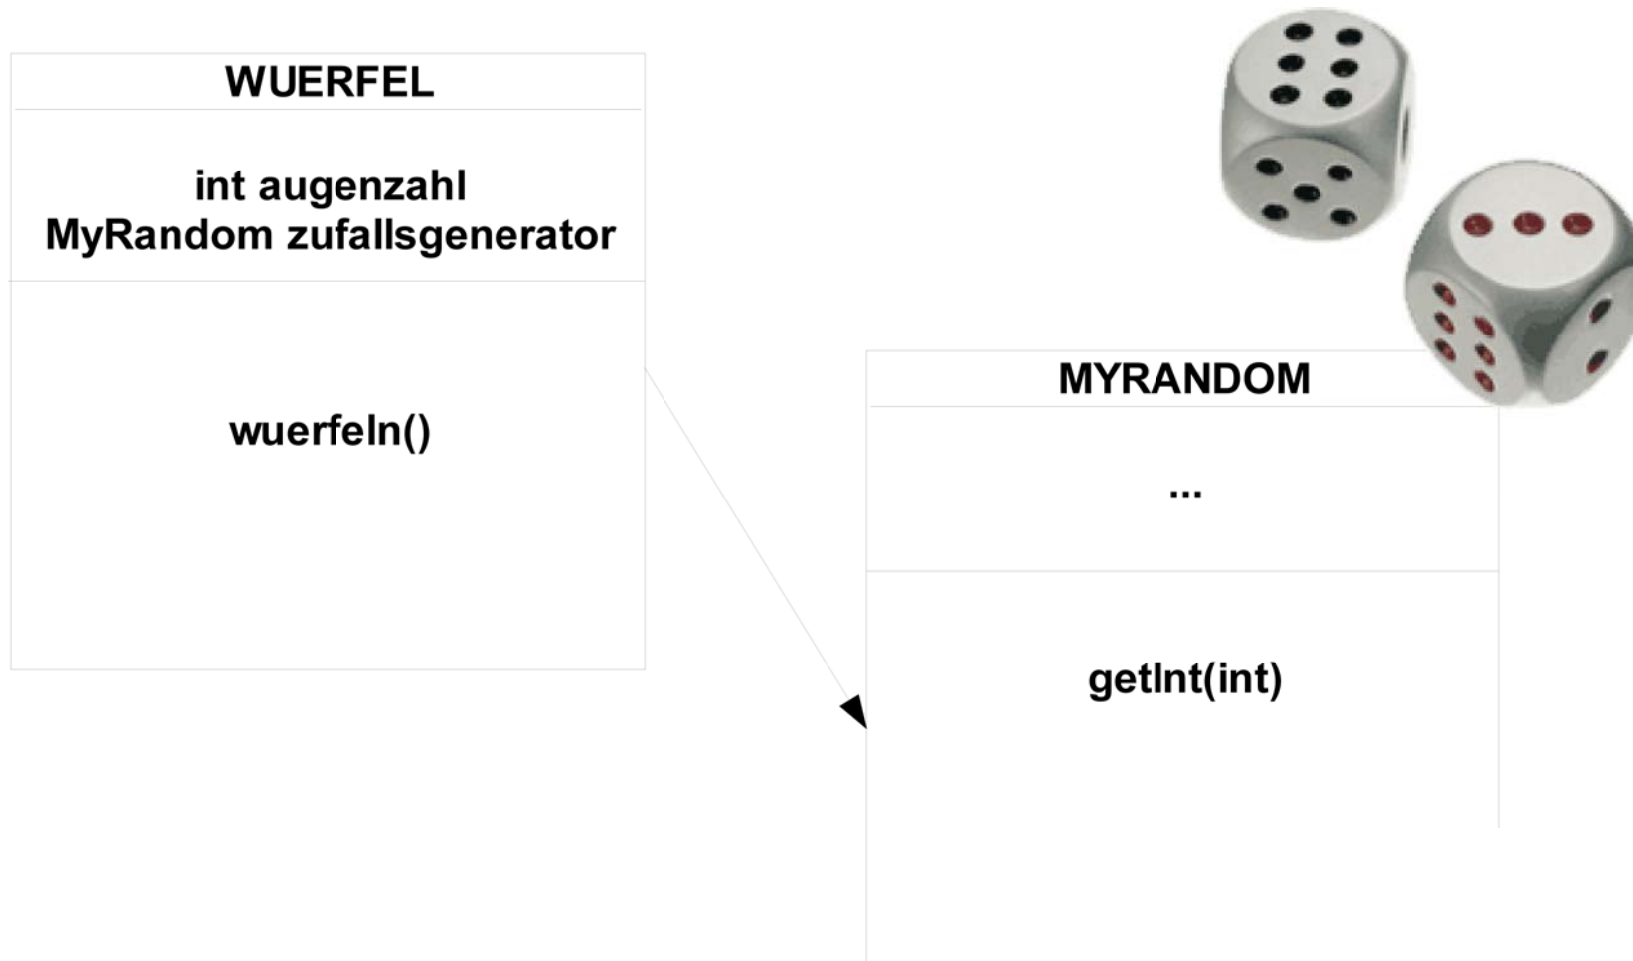 WUERFEL
int augenzahl
MyRandom zufallsgenerator
wuerfeln()
MYRANDOM
...
getInt(int)